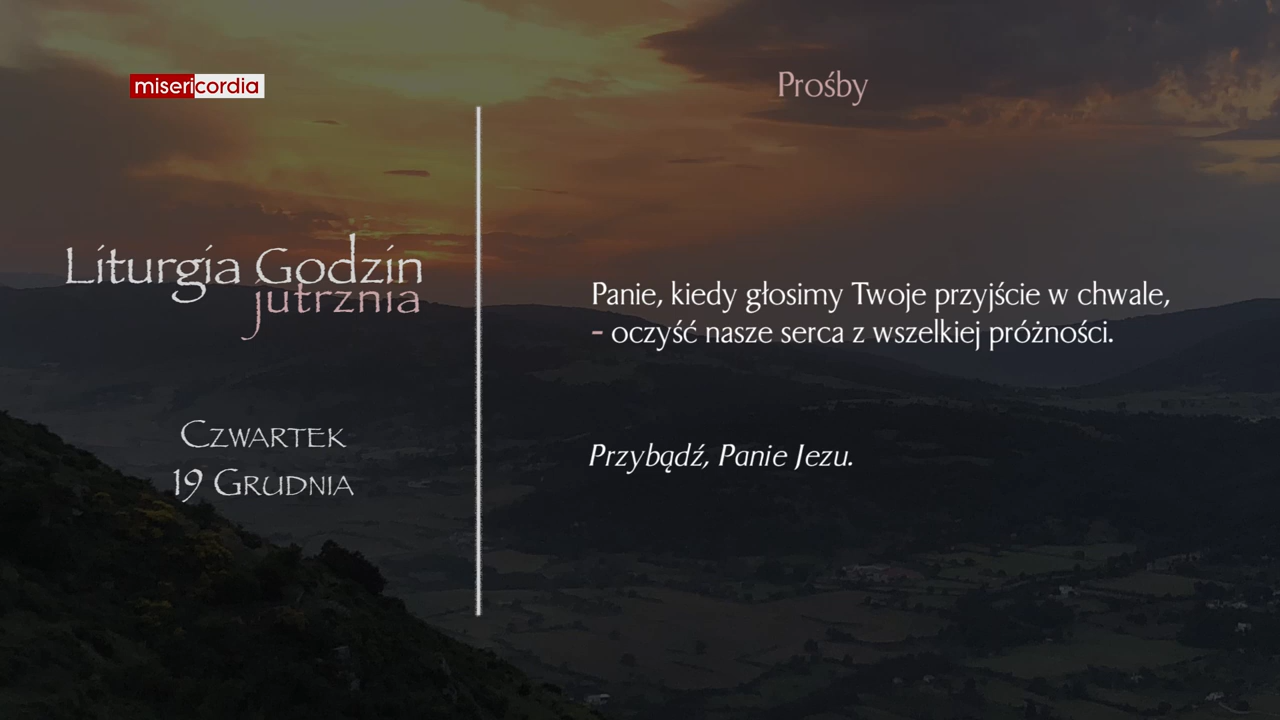 misericordia
Liturgia Godzin
jutrznia
Czwartek
19 Grudnia
Prośby
Panie, kiedy głosimy Twoje przyjście w chwale,
– oczyść nasze serca z wszelkiej próżności.
Przybądź, Panie Jezu.